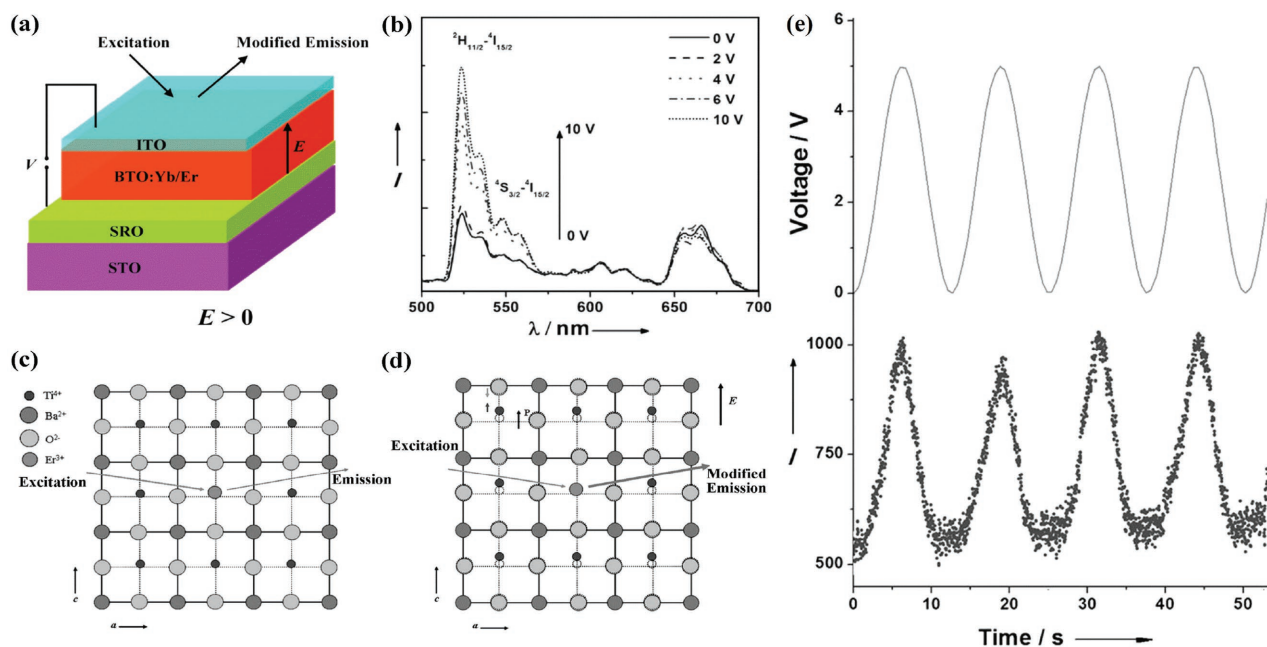 (a)
Excitation
Modified Emission
V
ITO
E
BTO:Yb/Er
SRO
STO
E > 0
(b)
²H₁₁/₂-⁴I₁₅/₂
0 V
2 V
4 V
6 V
10 V
10 V
⁴S₃/₂-⁴I₁₅/₂
0 V
I
500 550 600 650 700
λ / nm
(c)
Ti⁴⁺
Ba²⁺
O²⁻
Er³⁺
Excitation
Emission
c
a
(d)
P
E
Excitation
Modified
Emission
c
a
(e)
6
4
2
0
Voltage / V
1000
750
500
I
0 10 20 30 40 50
Time / s